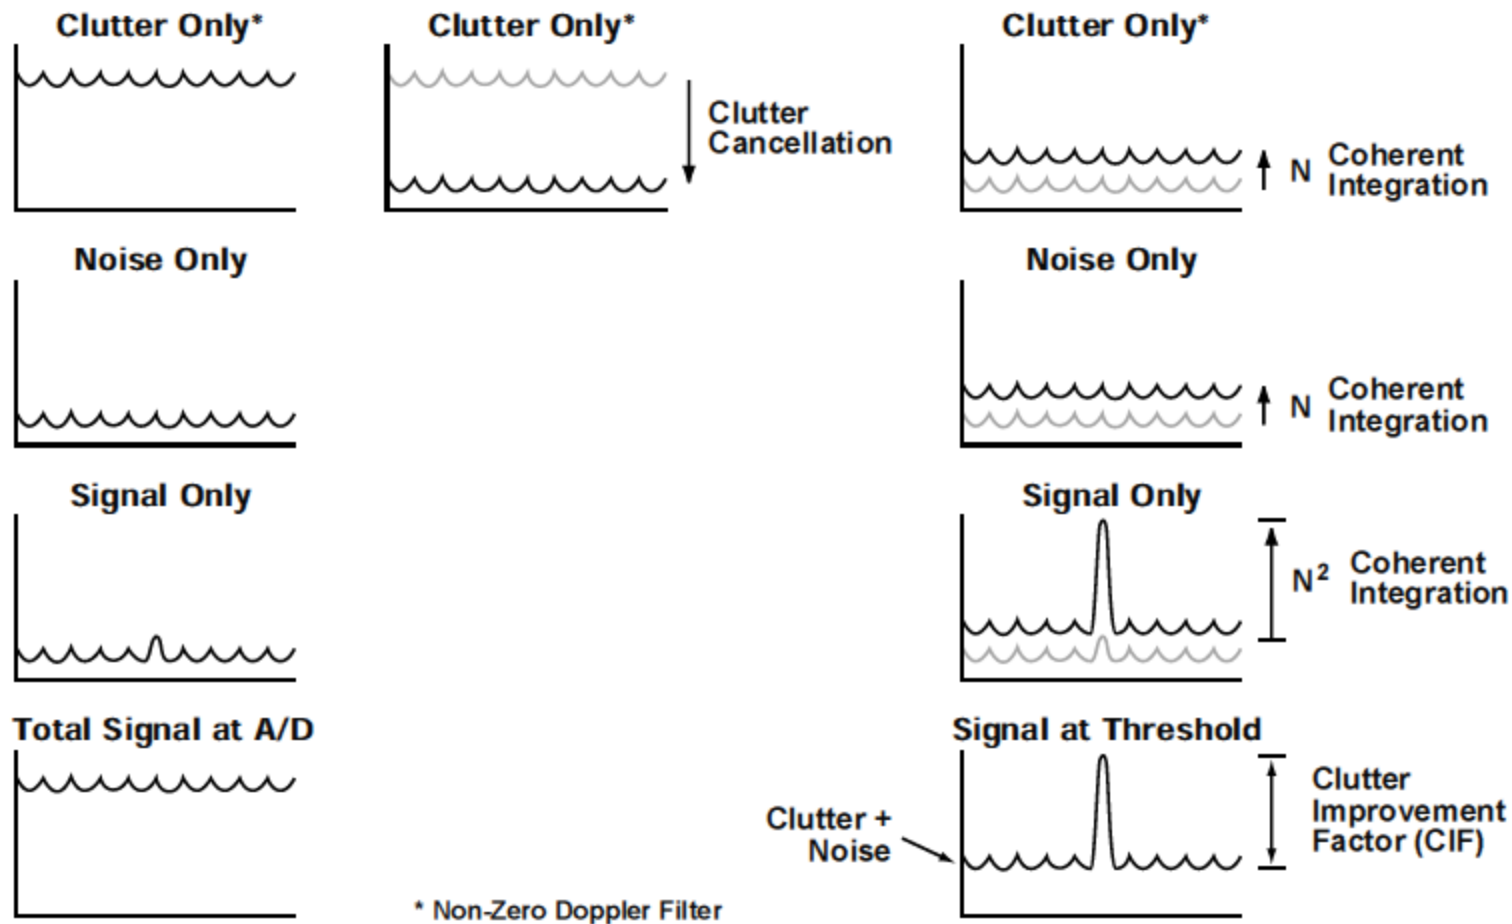 Clutter Only*
Clutter Only*
Clutter Only*
Clutter
Cancellation
N
Coherent
Integration
Noise Only
Noise Only
N
Coherent
Integration
Signal Only
Signal Only
N²
Coherent
Integration
Total Signal at A/D
Signal at Threshold
Clutter +
Noise
Clutter
Improvement
Factor (CIF)
* Non-Zero Doppler Filter